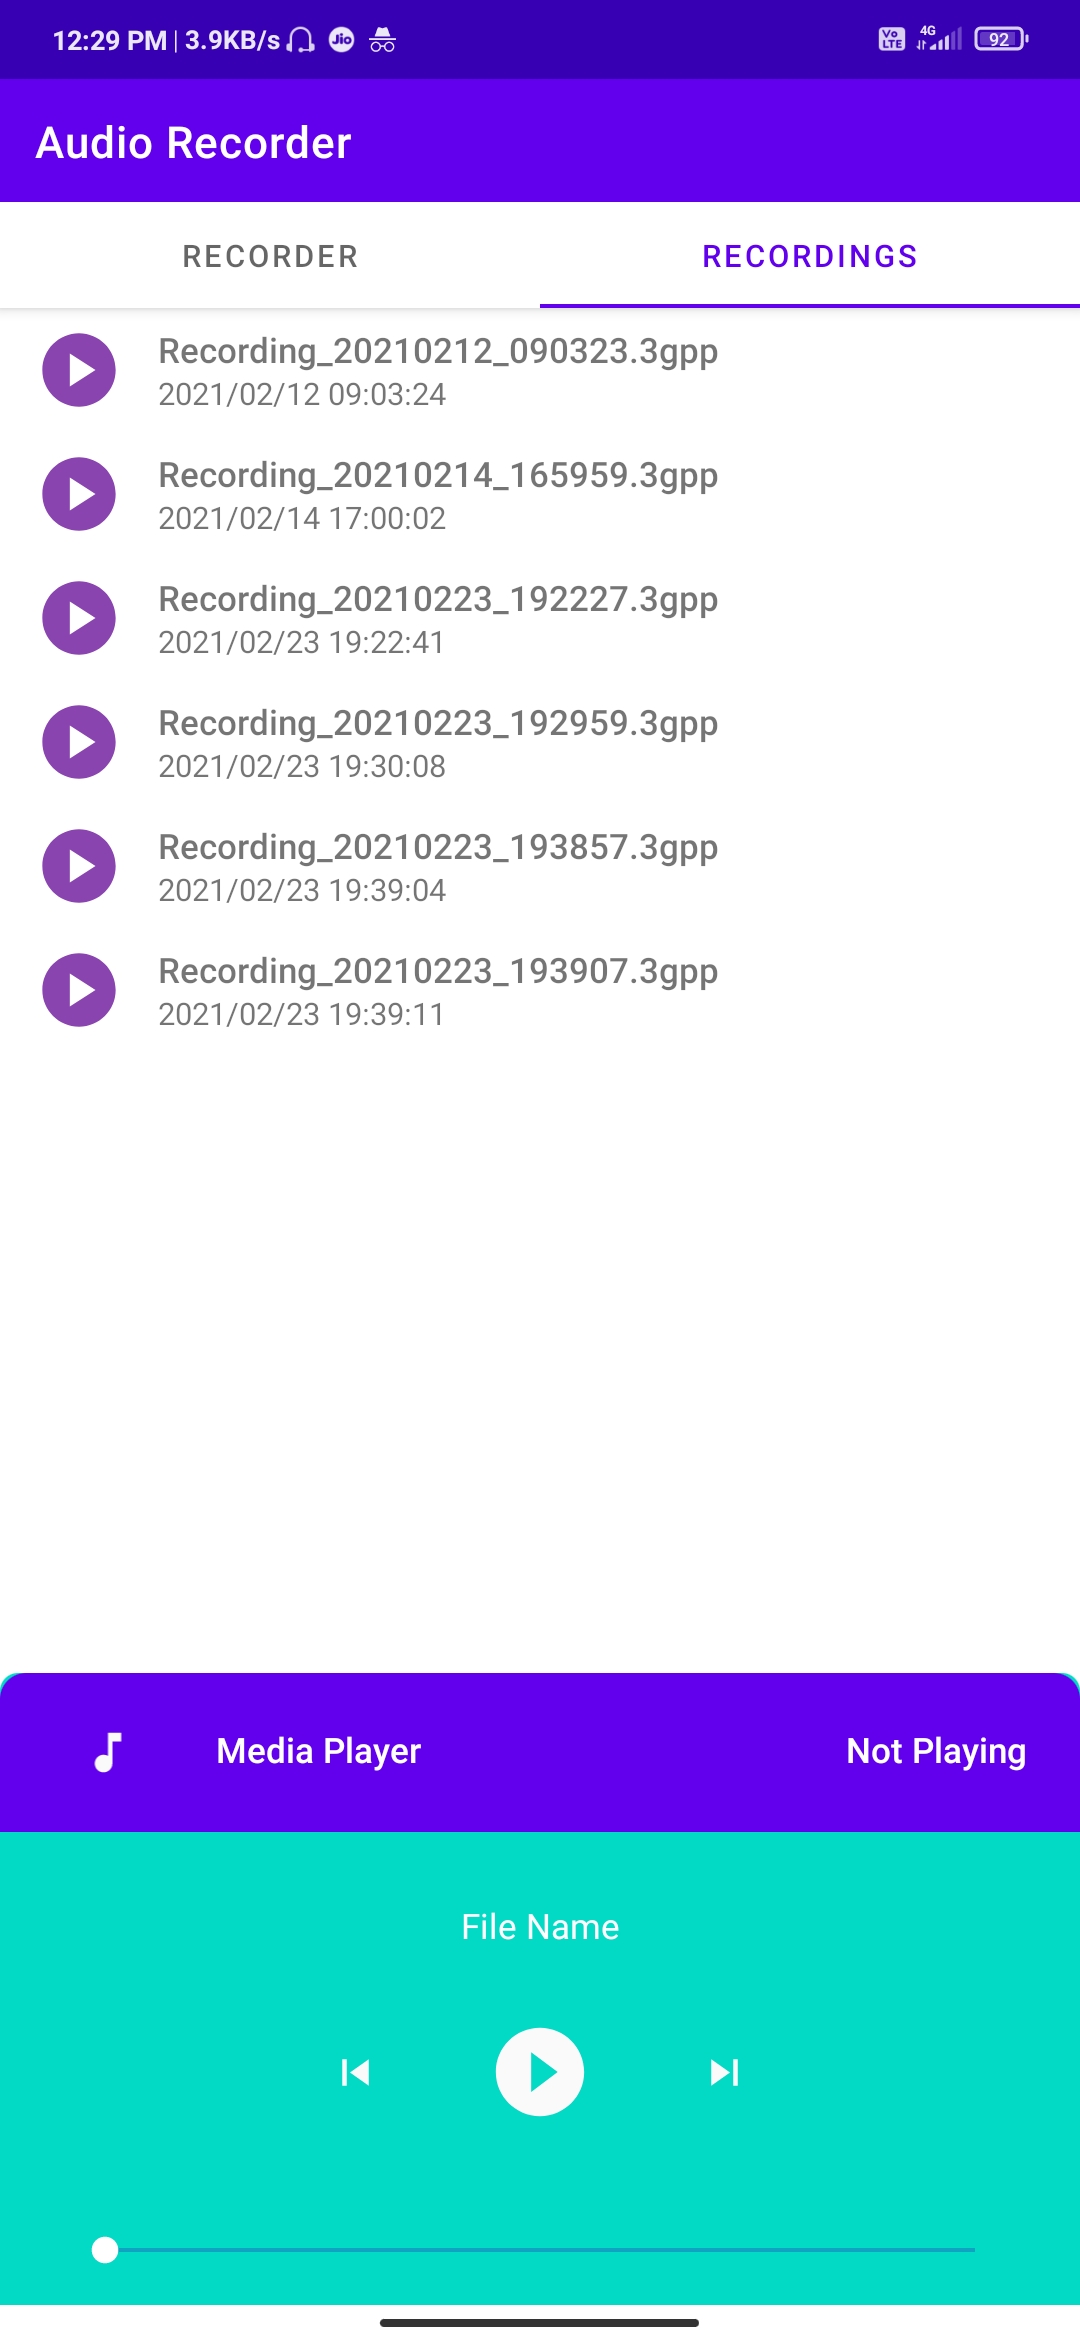 12:29 PM | 3.9KB/s Jio Vo LTE 4G 92
Audio Recorder
RECORDER RECORDINGS
Recording_20210212_090323.3gpp
2021/02/12 09:03:24
Recording_20210214_165959.3gpp
2021/02/14 17:00:02
Recording_20210223_192227.3gpp
2021/02/23 19:22:41
Recording_20210223_192959.3gpp
2021/02/23 19:30:08
Recording_20210223_193857.3gpp
2021/02/23 19:39:04
Recording_20210223_193907.3gpp
2021/02/23 19:39:11
Media Player Not Playing
File Name